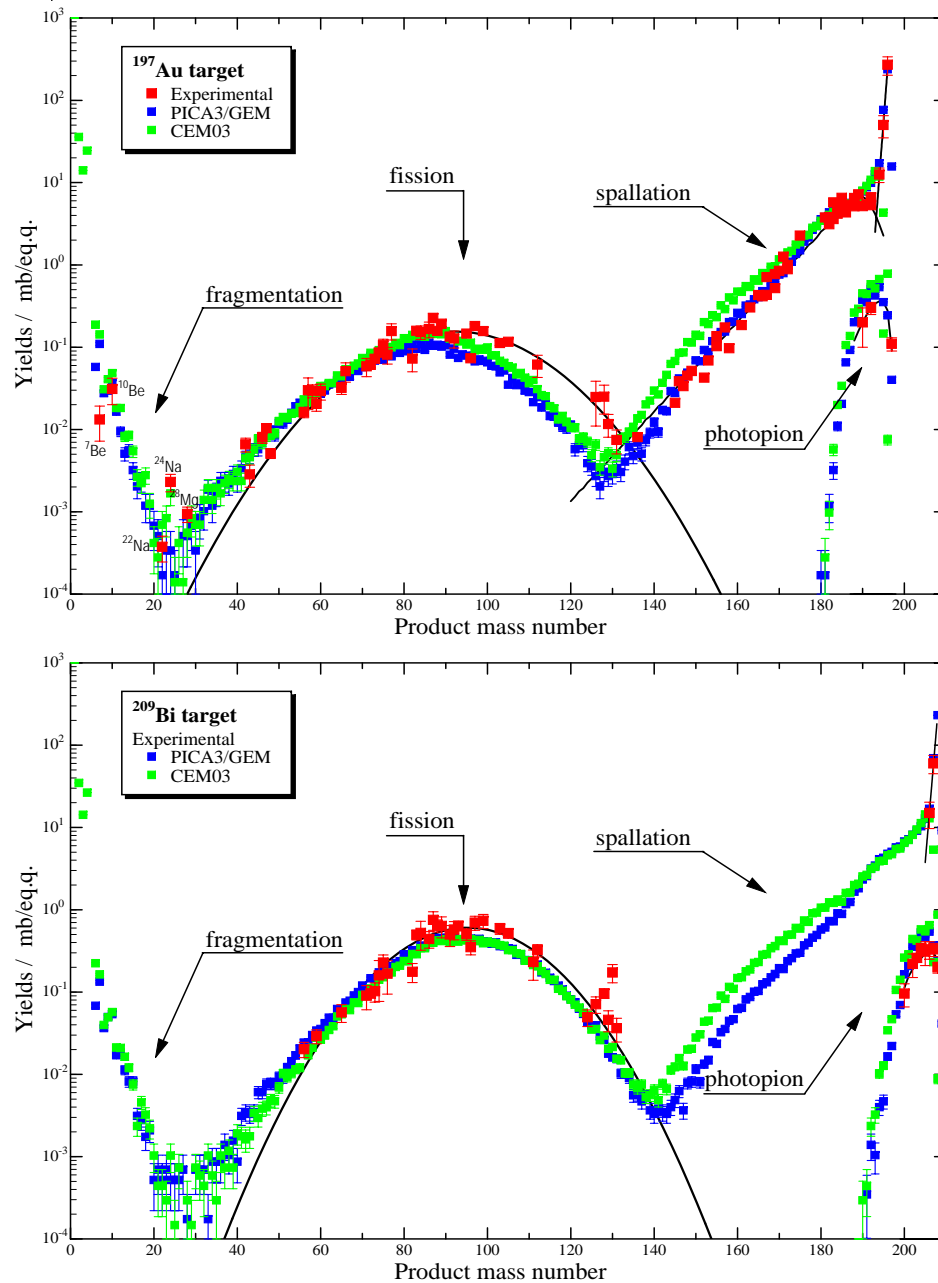 10³
¹⁹⁷Au target
Experimental
PICA3/GEM
CEM03
10²
fission
spallation
10¹
10⁰
fragmentation
Yields / mb/eq.q.
10⁻¹
¹⁰Be
10⁻²
⁷Be
photopion
²⁴Na
²⁸Mg
10⁻³
²²Na
10⁻⁴
0 20 40 60 80 100 120 140 160 180 200
Product mass number
10³
²⁰⁹Bi target
Experimental
PICA3/GEM
CEM03
10²
fission
spallation
10¹
10⁰
fragmentation
Yields / mb/eq.q.
10⁻¹
photopion
10⁻²
10⁻³
10⁻⁴
0 20 40 60 80 100 120 140 160 180 200
Product mass number